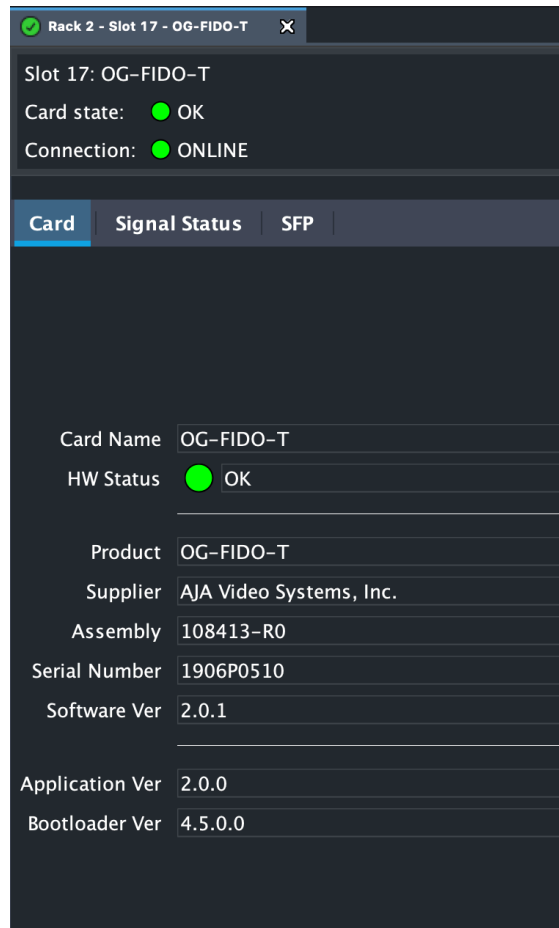 Rack 2 - Slot 17 - OG-FIDO-T
Slot 17: OG-FIDO-T
Card state: OK
Connection: ONLINE
Card Signal Status SFP
Card Name OG-FIDO-T
HW Status OK
Product OG-FIDO-T
Supplier AJA Video Systems, Inc.
Assembly 108413-R0
Serial Number 1906P0510
Software Ver 2.0.1
Application Ver 2.0.0
Bootloader Ver 4.5.0.0